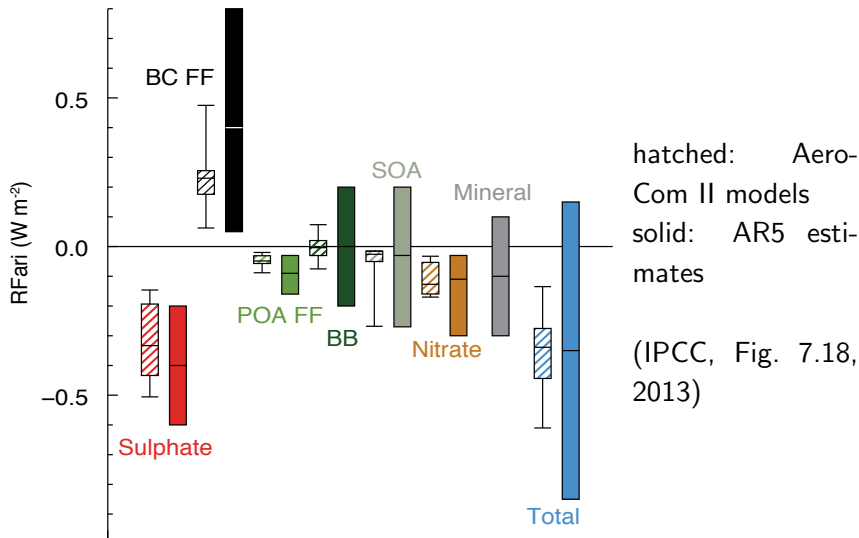 BC FF
0.5
SOA
hatched: Aero-
Com II models
solid: AR5 esti-
mates
Mineral
RFari (W m⁻²)
0.0
POA FF
BB
Nitrate
(IPCC, Fig. 7.18,
2013)
−0.5
Sulphate
Total